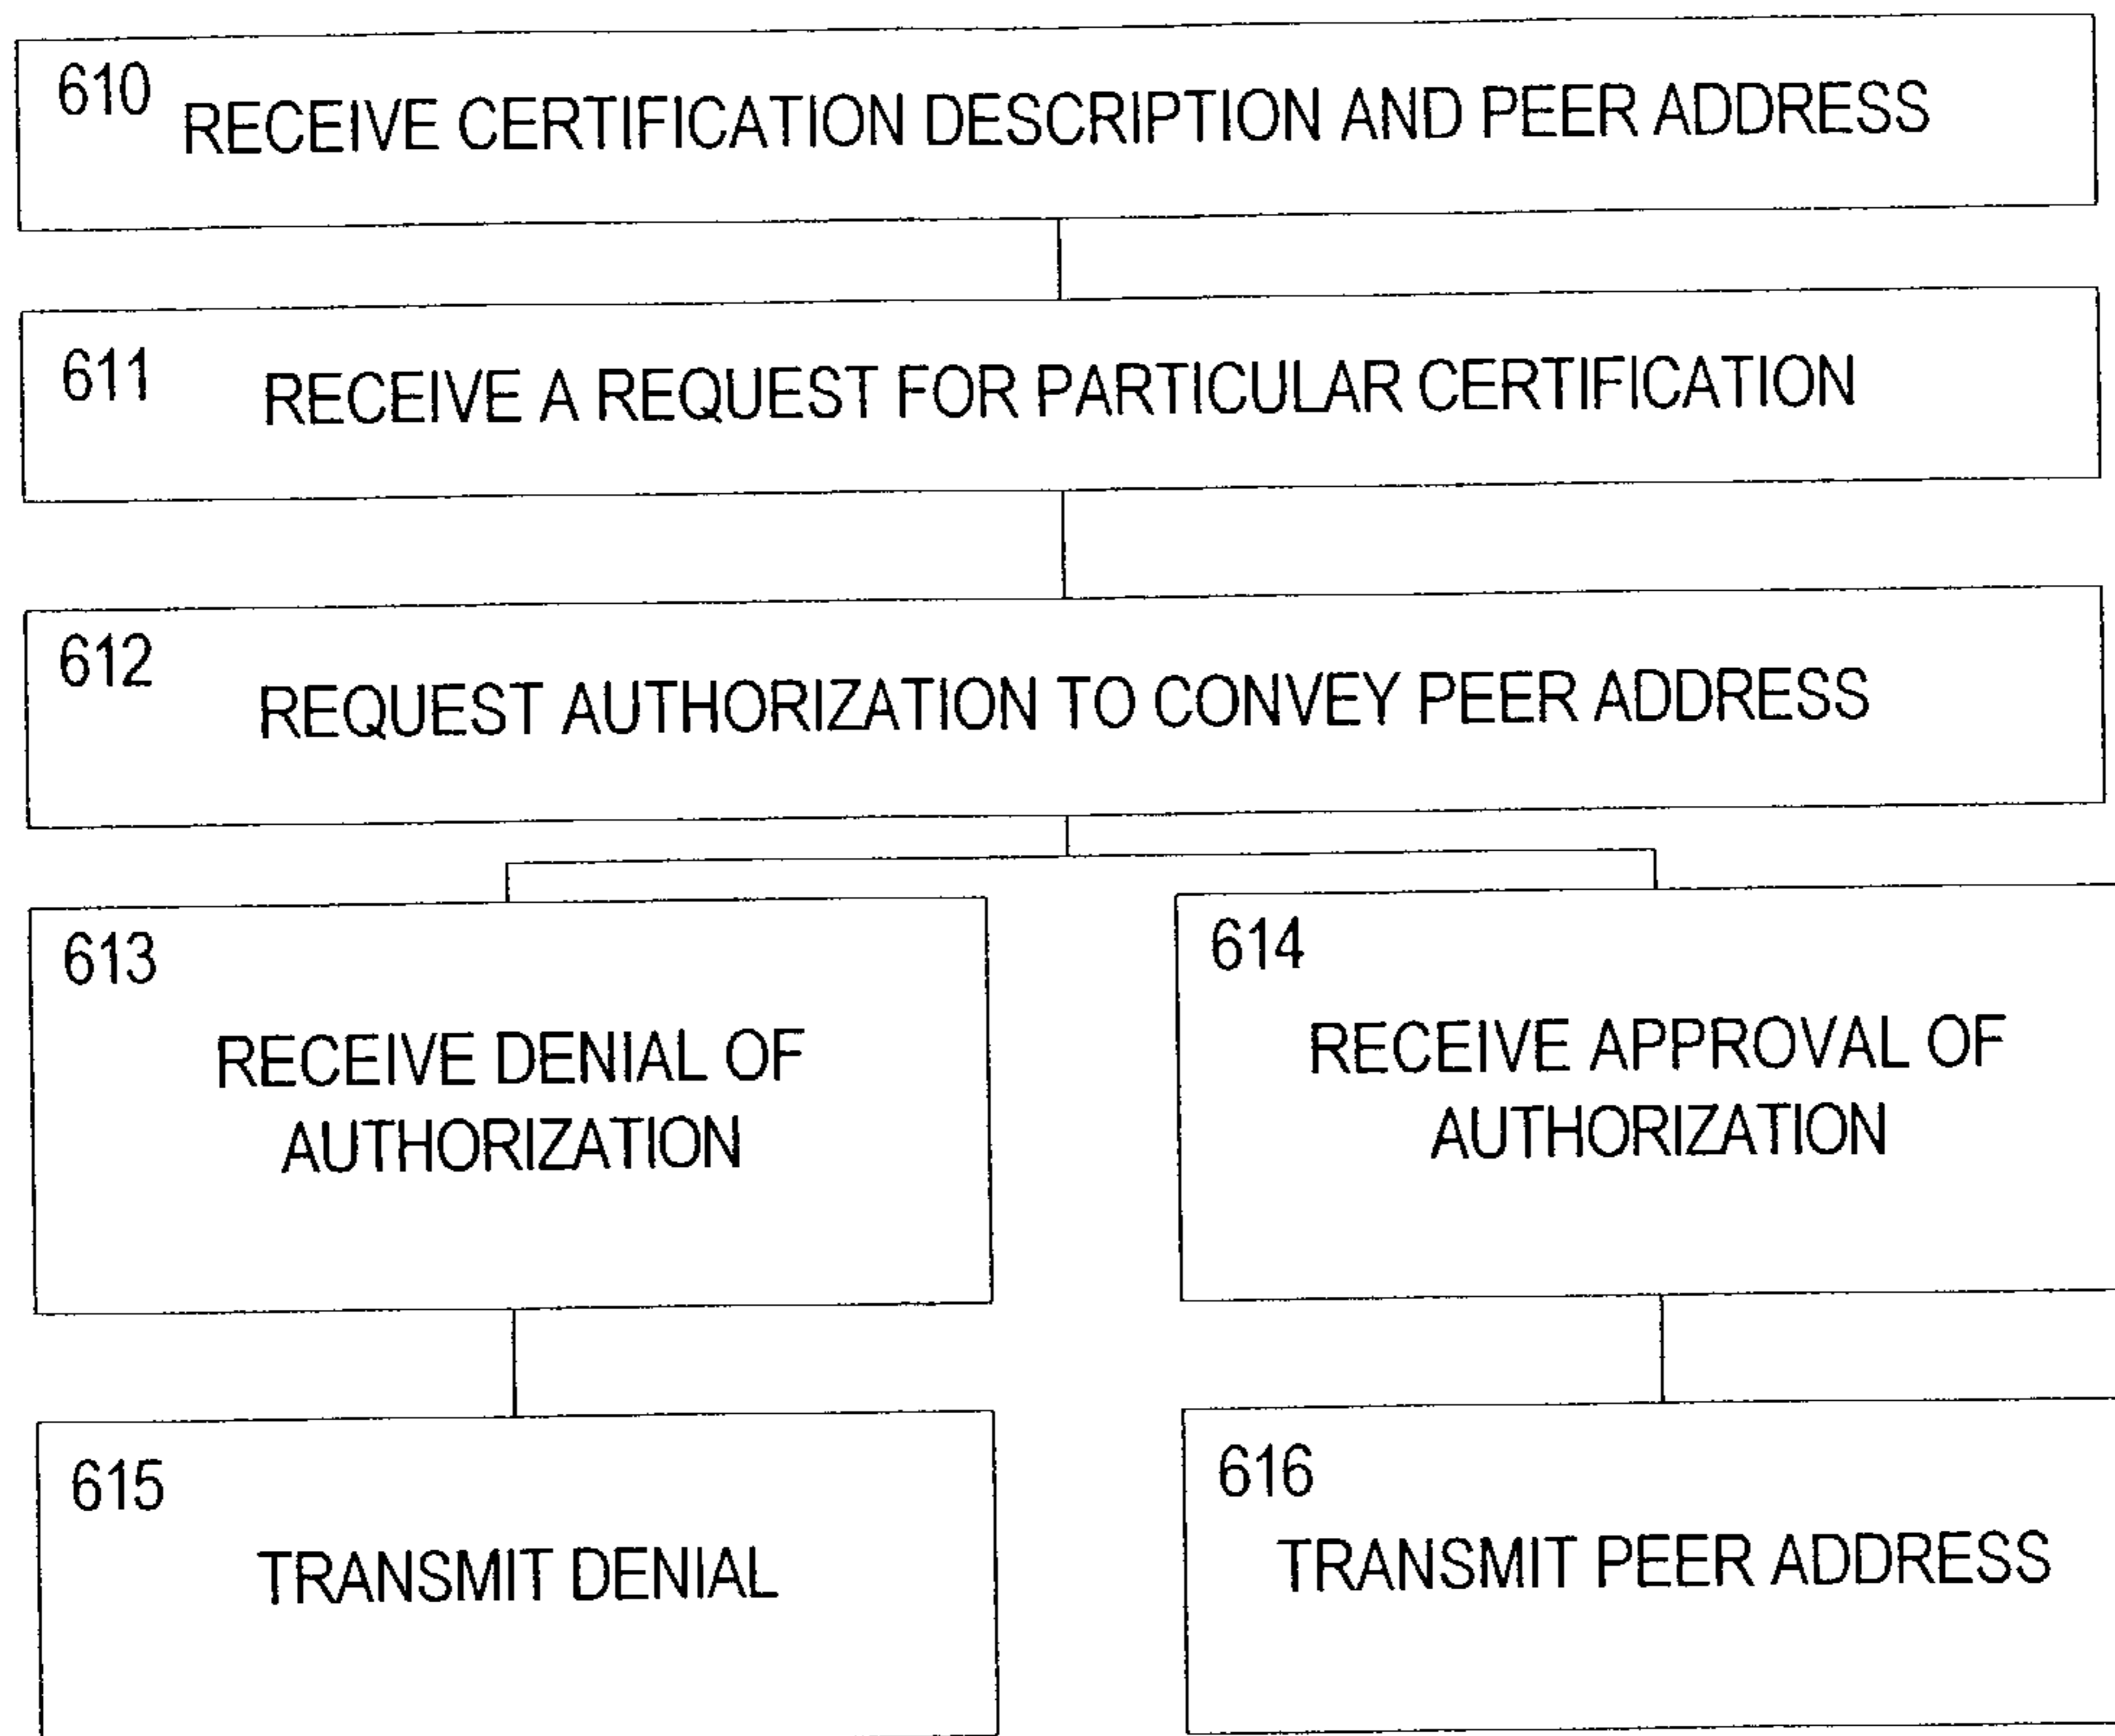 610
RECEIVE CERTIFICATION DESCRIPTION AND PEER ADDRESS
611
RECEIVE A REQUEST FOR PARTICULAR CERTIFICATION
612
REQUEST AUTHORIZATION TO CONVEY PEER ADDRESS
613
RECEIVE DENIAL OF
AUTHORIZATION
614
RECEIVE APPROVAL OF
AUTHORIZATION
615
TRANSMIT DENIAL
616
TRANSMIT PEER ADDRESS